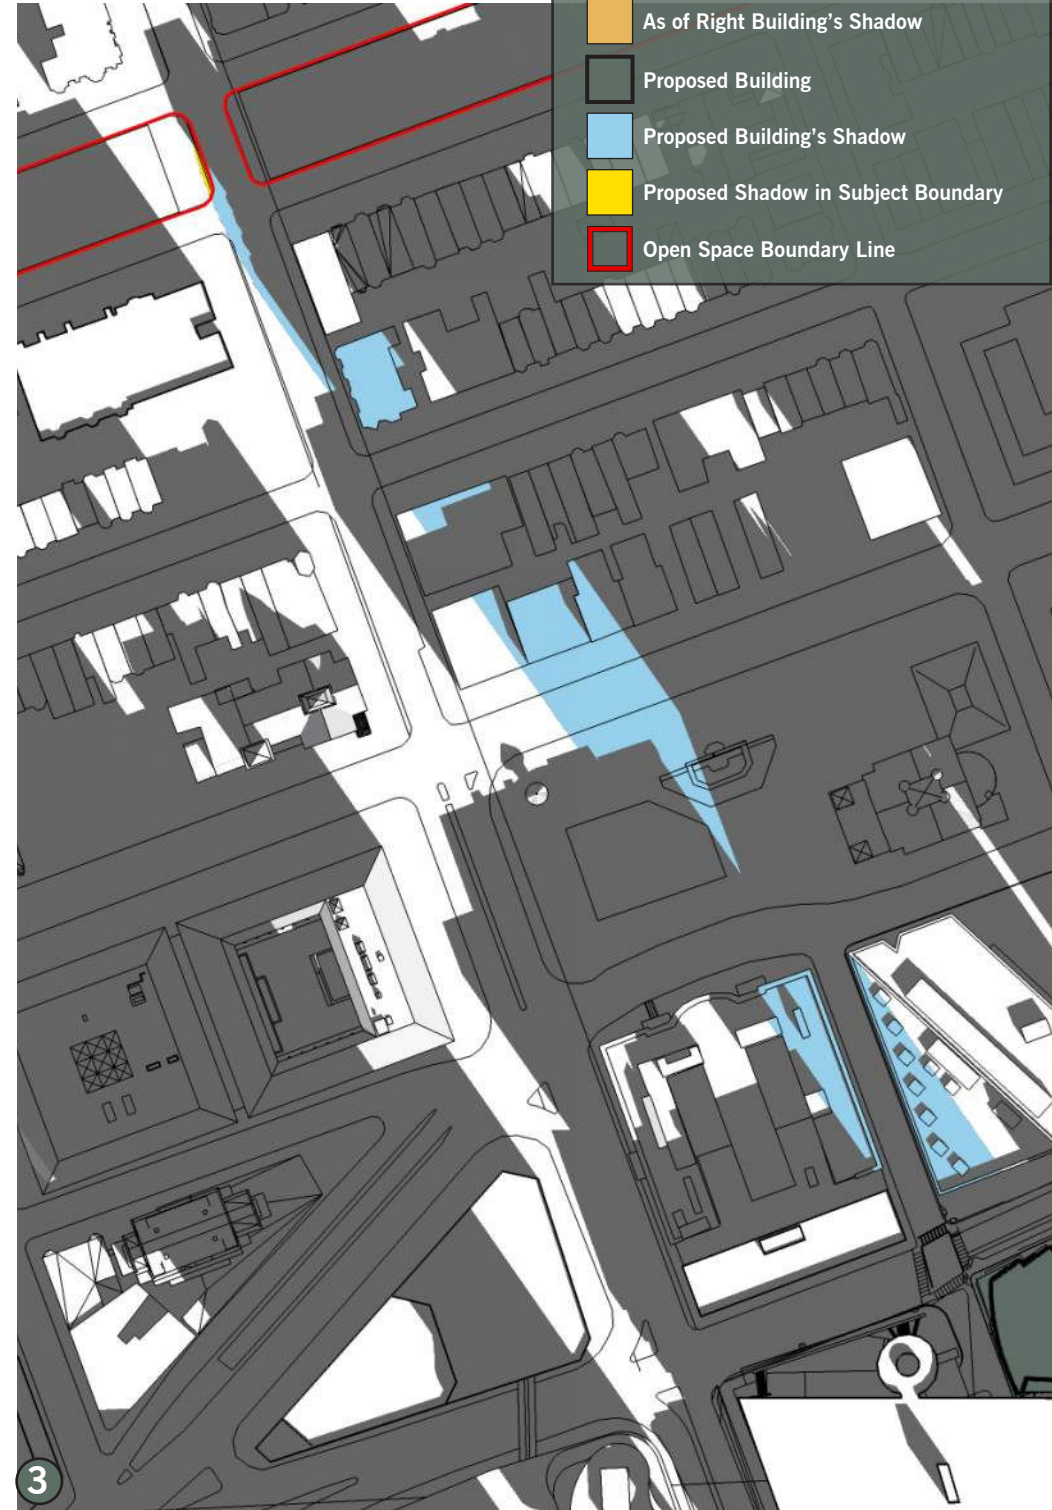 As of Right Building's Shadow
Proposed Building
Proposed Building's Shadow
Proposed Shadow in Subject Boundary
Open Space Boundary Line
3